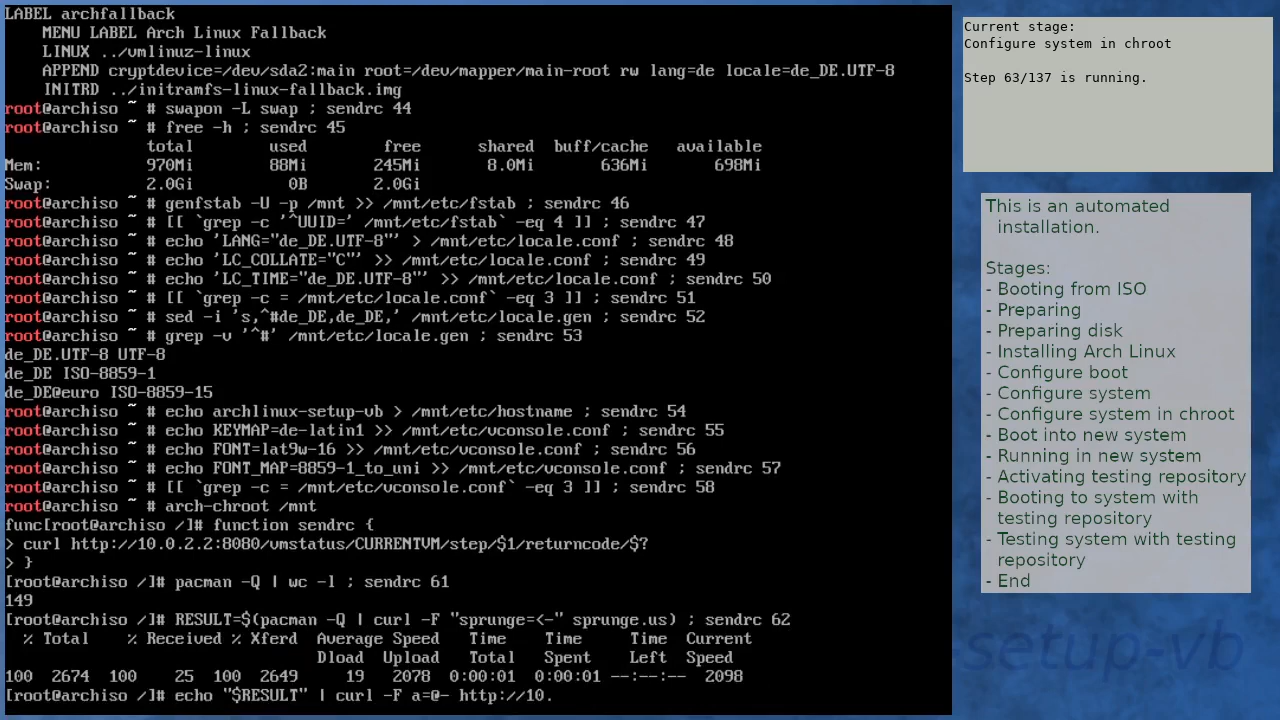 LABEL archfallback
    MENU LABEL Arch Linux Fallback
    LINUX ../vmlinuz-linux
    APPEND cryptdevice=/dev/sda2:main root=/dev/mapper/main-root rw lang=de locale=de_DE.UTF-8
    INITRD ../initramfs-linux-fallback.img
root@archiso ~ # swapon -L swap ; sendrc 44
root@archiso ~ # free -h ; sendrc 45
               total        used        free      shared  buff/cache   available
Mem:           970Mi        88Mi       245Mi       8.0Mi       636Mi       698Mi
Swap:          2.0Gi          0B       2.0Gi
root@archiso ~ # genfstab -U -p /mnt >> /mnt/etc/fstab ; sendrc 46
root@archiso ~ # [[ `grep -c '^UUID=' /mnt/etc/fstab` -eq 4 ]] ; sendrc 47
root@archiso ~ # echo 'LANG="de_DE.UTF-8"' > /mnt/etc/locale.conf ; sendrc 48
root@archiso ~ # echo 'LC_COLLATE="C"' >> /mnt/etc/locale.conf ; sendrc 49
root@archiso ~ # echo 'LC_TIME="de_DE.UTF-8"' >> /mnt/etc/locale.conf ; sendrc 50
root@archiso ~ # [[ `grep -c = /mnt/etc/locale.conf` -eq 3 ]] ; sendrc 51
root@archiso ~ # sed -i 's,^#de_DE,de_DE,' /mnt/etc/locale.gen ; sendrc 52
root@archiso ~ # grep -v '^#' /mnt/etc/locale.gen ; sendrc 53
de_DE.UTF-8 UTF-8
de_DE ISO-8859-1
de_DE@euro ISO-8859-15
root@archiso ~ # echo archlinux-setup-vb > /mnt/etc/hostname ; sendrc 54
root@archiso ~ # echo KEYMAP=de-latin1 >> /mnt/etc/vconsole.conf ; sendrc 55
root@archiso ~ # echo FONT=lat9w-16 >> /mnt/etc/vconsole.conf ; sendrc 56
root@archiso ~ # echo FONT_MAP=8859-1_to_uni >> /mnt/etc/vconsole.conf ; sendrc 57
root@archiso ~ # [[ `grep -c = /mnt/etc/vconsole.conf` -eq 3 ]] ; sendrc 58
root@archiso ~ # arch-chroot /mnt
func[root@archiso /]# function sendrc {
> curl http://10.0.2.2:8080/vmstatus/CURRENTVM/step/$1/returncode/$?
> }
[root@archiso /]# pacman -Q | wc -l ; sendrc 61
149
[root@archiso /]# RESULT=$(pacman -Q | curl -F "sprunge=<-" sprunge.us) ; sendrc 62
  % Total    % Received % Xferd  Average Speed   Time    Time     Time  Current
                                 Dload  Upload   Total   Spent    Left  Speed
100  2674  100    25  100  2649     19   2078  0:00:01  0:00:01 --:--:--  2098
[root@archiso /]# echo "$RESULT" | curl -F a=@- http://10.
Current stage:
Configure system in chroot
Step 63/137 is running.
This is an automated
installation.
Stages:
- Booting from ISO
- Preparing
- Preparing disk
- Installing Arch Linux
- Configure boot
- Configure system
- Configure system in chroot
- Boot into new system
- Running in new system
- Activating testing repository
- Booting to system with
testing repository
- Testing system with testing
repository
- End
-setup-vb